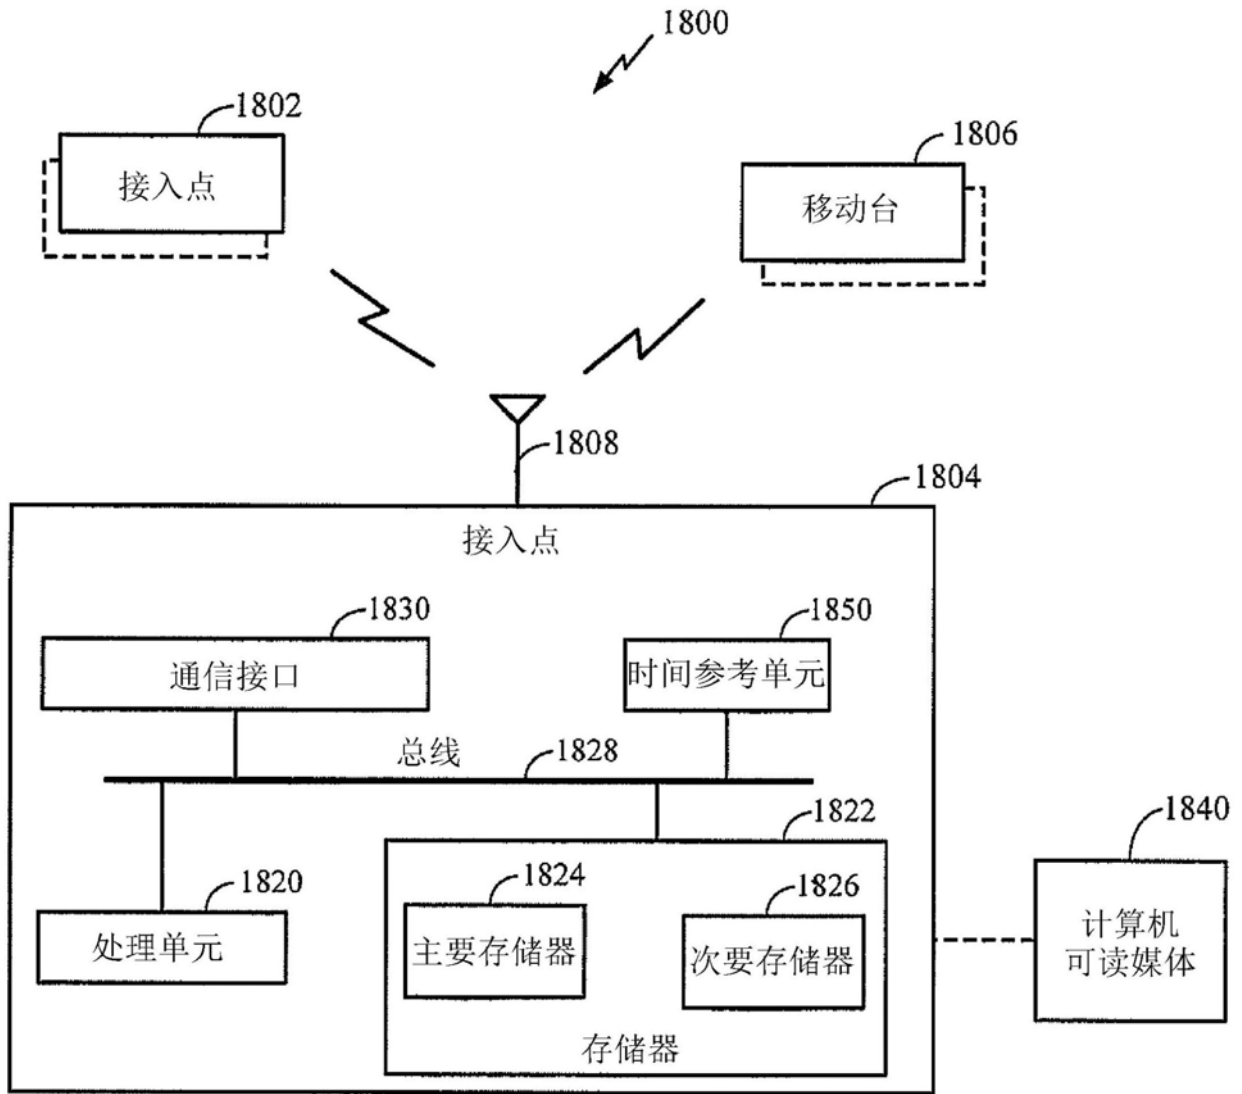 1800
1802
接入点
1806
移动台
1808
1804
接入点
1830
通信接口
1850
时间参考单元
总线
1828
1822
1820
处理单元
1824
主要存储器
1826
次要存储器
存储器
1840
计算机
可读媒体